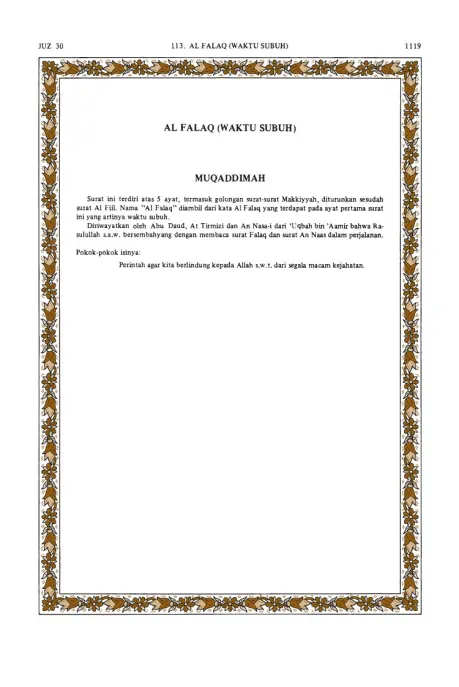 JUZ 30 113. AL FALAQ (WAKTU SUBUH) 1119
AL FALAQ (WAKTU SUBUH)
MUQADDIMAH
Surat ini terdiri atas 5 ayat, termasuk golongan surat-surat Makkiyyah, diturunkan sesudah
surat Al Fiil. Nama "Al Falaq" diambil dari kata Al Falaq yang terdapat pada ayat pertama surat
ini yang artinya waktu subuh.
Diriwayatkan oleh Abu Daud, At Tirmizi dan An Nasa-i dari 'Uqbah bin 'Aamir bahwa Ra-
sulullah s.a.w. bersembahyang dengan membaca surat Falaq dan surat An Naas dalam perjalanan.
Pokok-pokok isinya:
Perintah agar kita berlindung kepada Allah s.w.t. dari segala macam kejahatan.